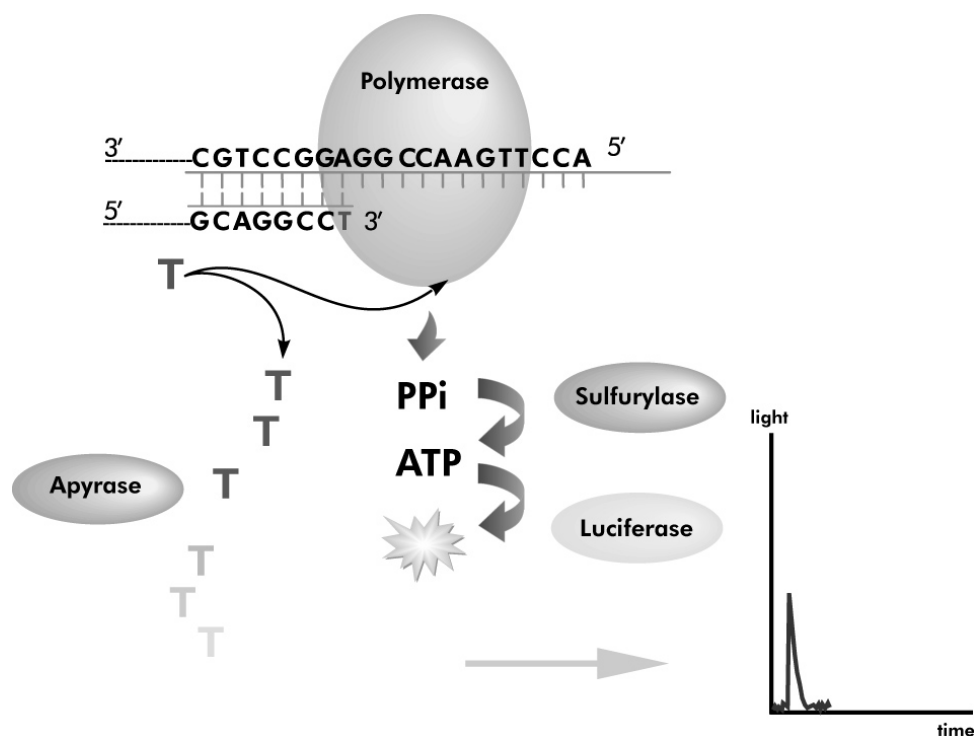 Polymerase
3′ CGTCCGGAGGCCAAGTTCCA 5′
5′ GCAGGCCT 3′
T
T
PPi
Sulfurylase
light
T
ATP
Apyrase
T
Luciferase
T
T
T
time